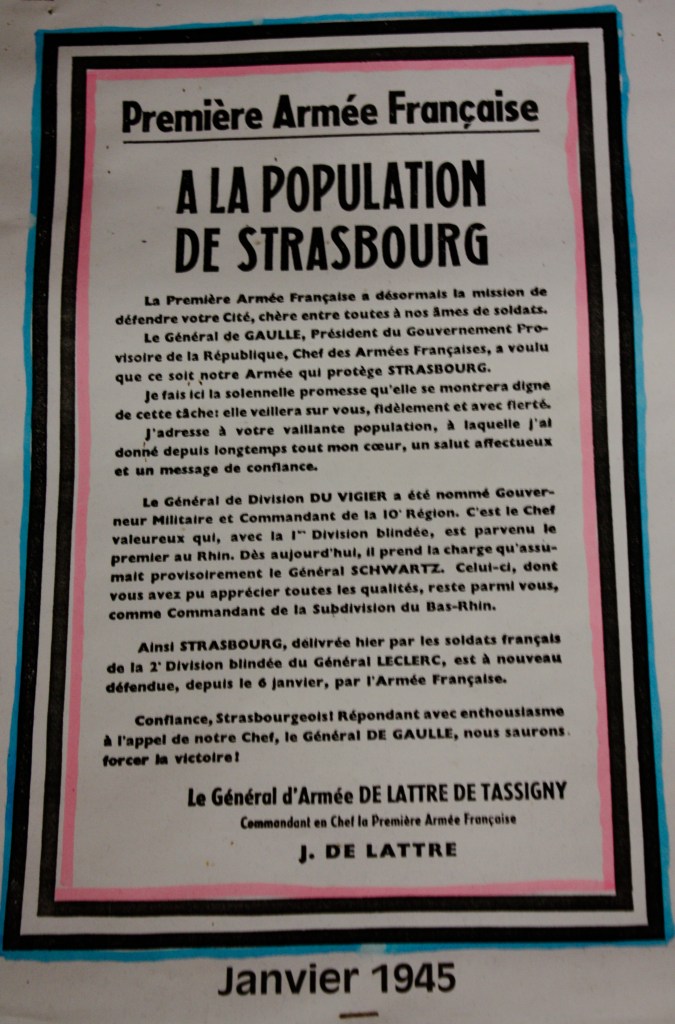 Première Armée Française
A LA POPULATION
DE STRASBOURG
La Première Armée Française a désormais la mission de
défendre votre Cité, chère entre toutes à nos âmes de soldats.
Le Général de GAULLE, Président du Gouvernement Pro-
visoire de la République, Chef des Armées Françaises, a voulu
que ce soit notre Armée qui protège STRASBOURG.
Je fais ici la solennelle promesse qu'elle se montrera digne
de cette tâche: elle veillera sur vous, fidèlement et avec fierté.
J'adresse à votre vaillante population, à laquelle j'ai
donné depuis longtemps tout mon cœur, un salut affectueux
et un message de confiance.
Le Général de Division DU VIGIER a été nommé Gouver-
neur Militaire et Commandant de la 10e Région. C'est le Chef
valeureux qui, avec la 1re Division blindée, est parvenu le
premier au Rhin. Dès aujourd'hui, il prend la charge qu'assu-
mait provisoirement le Général SCHWARTZ. Celui-ci, dont
vous avez pu apprécier toutes les qualités, reste parmi vous,
comme Commandant de la Subdivision du Bas-Rhin.
Ainsi STRASBOURG, délivrée hier par les soldats français
de la 2e Division blindée du Général LECLERC, est à nouveau
défendue, depuis le 6 janvier, par l'Armée Française.
Confiance, Strasbourgeois! Répondant avec enthousiasme
à l'appel de notre Chef, le Général DE GAULLE, nous saurons
forcer la victoire!
Le Général d'Armée DE LATTRE DE TASSIGNY
Commandant en Chef la Première Armée Française
J. DE LATTRE
Janvier 1945